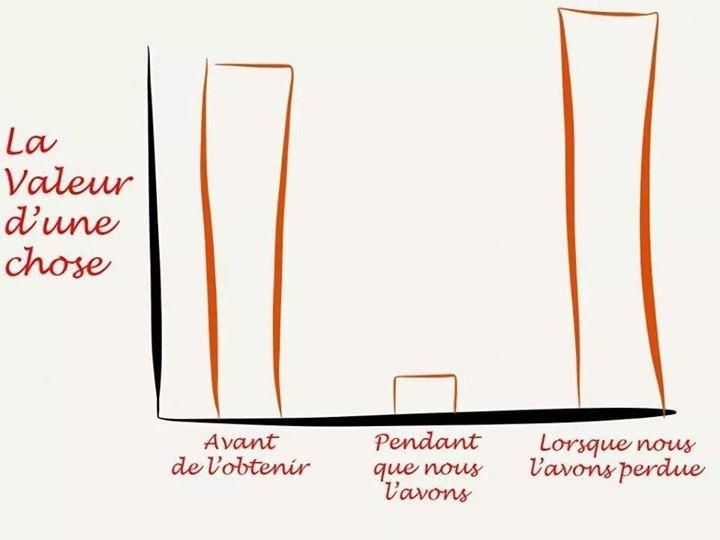 La
Valeur
d'une
chose
Avant
de l'obtenir
Pendant
que nous
l'avons
Lorsque nous
l'avons perdue